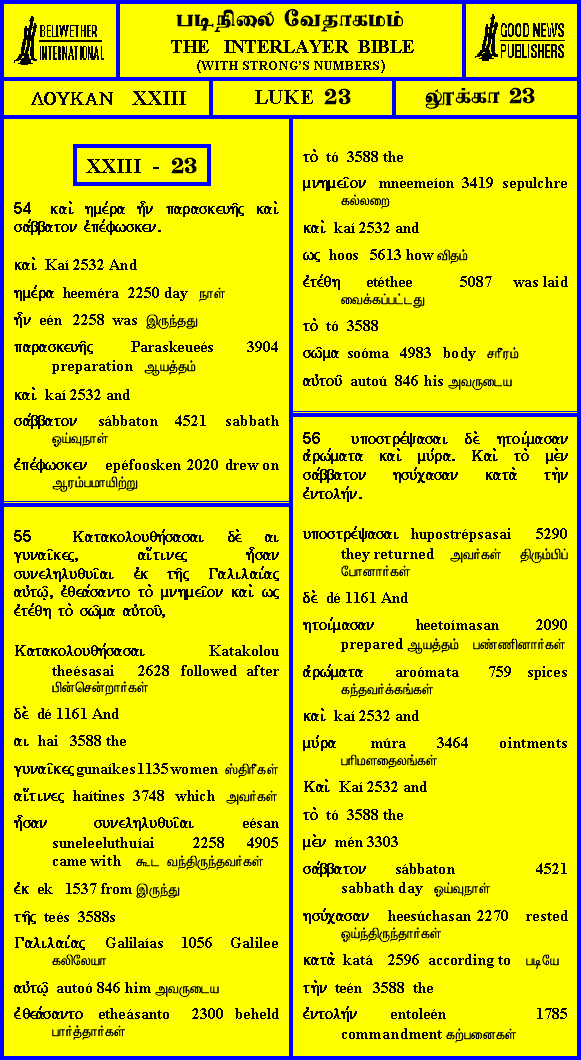 BELLWETHER
INTERNATIONAL
படிநிலை வேதாகமம்
THE INTERLAYER BIBLE
(WITH STRONG'S NUMBERS)
GOOD NEWS
PUBLISHERS
ΛΟΥΚΑΝ XXIII
LUKE 23
லூக்கா 23
XXIII - 23
54 καὶ ημέρα ἦν παρασκευῆς καὶ
σάββατον ἐπέφωσκεν.
καὶ Kaí 2532 And
ημέρα heeméra 2250 day நாள்
ἦν eén 2258 was இருந்தது
παρασκευῆς Paraskeueés 3904
preparation ஆயத்தம்
καὶ kaí 2532 and
σάββατον sábbaton 4521 sabbath
ஓய்வுநாள்
ἐπέφωσκεν epéfoosken 2020 drew on
ஆரம்பமாயிற்று
55 Κατακολουθήσασαι δὲ αι
γυναῖκες, αἵτινες ἦσαν
συνεληλυθυῖαι ἐκ τῆς Γαλιλαίας
αὐτῷ, ἐθεάσαντο τὸ μνημεῖον καὶ ως
ἐτέθη τὸ σῶμα αὐτοῦ,
Κατακολουθήσασαι Katakolou
theésasai 2628 followed after
பின்சென்றார்கள்
δὲ dé 1161 And
αι hai 3588 the
γυναῖκες gunaíkes 1135 women ஸ்திரீகள்
αἵτινες haítines 3748 which அவர்கள்
ἦσαν συνεληλυθυῖαι eésan
suneleeluthuíai 2258 4905
came with கூட வந்திருந்தவர்கள்
ἐκ ek 1537 from இருந்து
τῆς teés 3588s
Γαλιλαίας Galilaías 1056 Galilee
கலிலேயா
αὐτῷ autoó 846 him அவருடைய
ἐθεάσαντο etheásanto 2300 beheld
பார்த்தார்கள்
τὸ tó 3588 the
μνημεῖον mneemeíon 3419 sepulchre
கல்லறை
καὶ kaí 2532 and
ως hoos 5613 how விதம்
ἐτέθη etéthee 5087 was laid
வைக்கப்பட்டது
τὸ tó 3588
σῶμα soóma 4983 body சரீரம்
αὐτοῦ autoú 846 his அவருடைய
56 υποστρέψασαι δὲ ητοίμασαν
ἀρώματα καὶ μύρα. Καὶ τὸ μὲν
σάββατον ησύχασαν κατὰ τὴν
ἐντολήν.
υποστρέψασαι hupostrépsasai 5290
they returned அவர்கள் திரும்பிப்
போனார்கள்
δὲ dé 1161 And
ητοίμασαν heetoímasan 2090
prepared ஆயத்தம் பண்ணினார்கள்
ἀρώματα aroómata 759 spices
கந்தவர்க்கங்கள்
καὶ kaí 2532 and
μύρα múra 3464 ointments
பரிமளதைலங்கள்
Καὶ Kaí 2532 and
τὸ tó 3588 the
μὲν mén 3303
σάββατον sábbaton 4521
sabbath day ஓய்வுநாள்
ησύχασαν heesúchasan 2270 rested
ஓய்ந்திருந்தார்கள்
κατὰ katá 2596 according to படியே
τὴν teén 3588 the
ἐντολήν entoleén 1785
commandment கற்பனைகள்